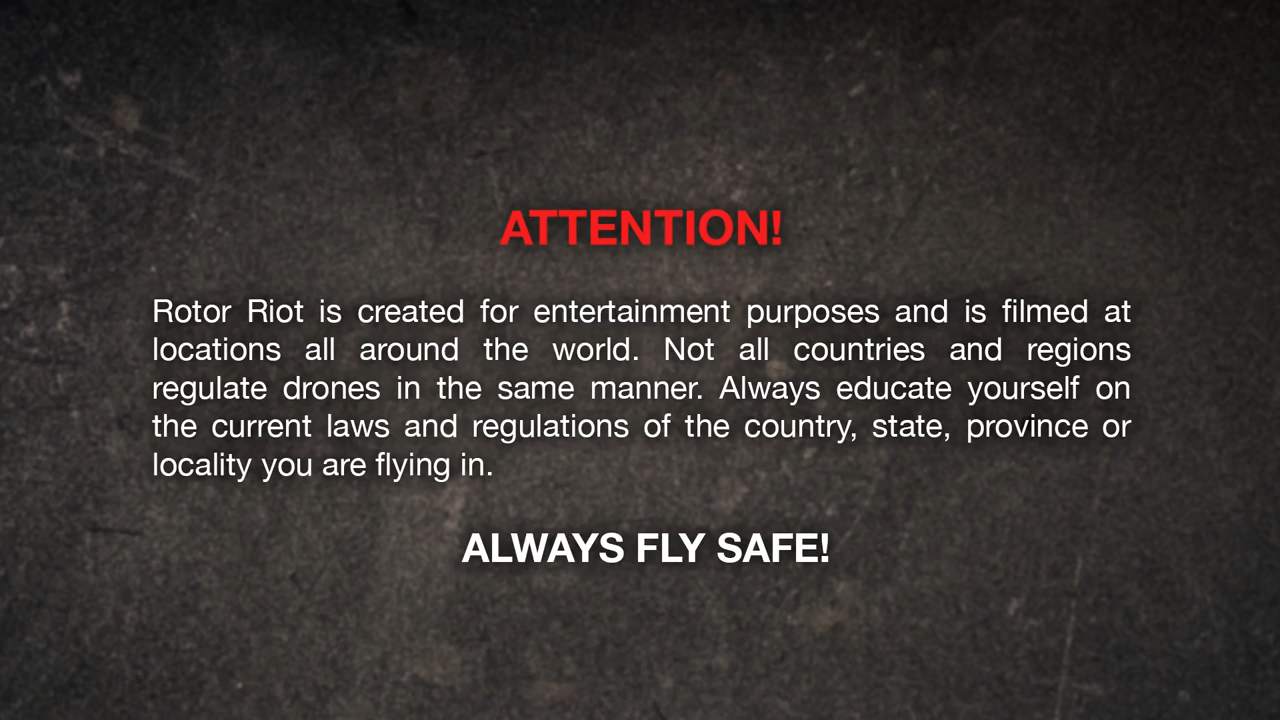 ATTENTION!
Rotor Riot is created for entertainment purposes and is filmed at
locations all around the world. Not all countries and regions
regulate drones in the same manner. Always educate yourself on
the current laws and regulations of the country, state, province or
locality you are flying in.
ALWAYS FLY SAFE!